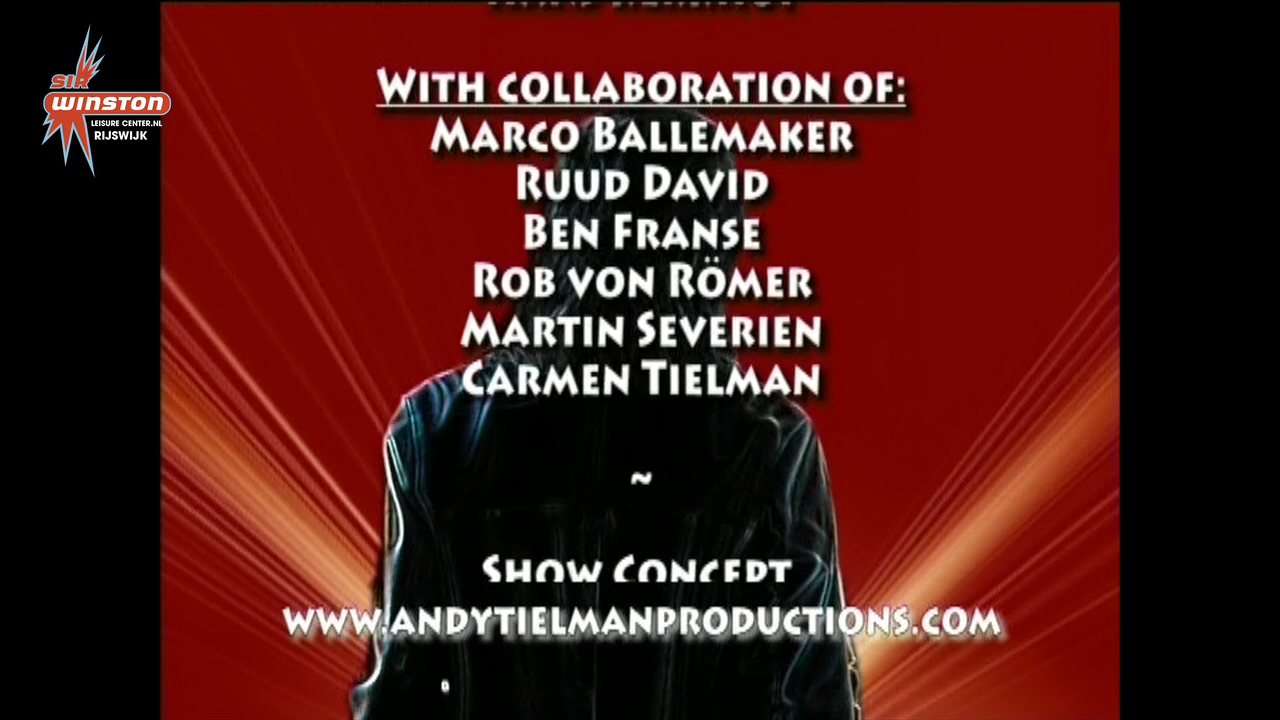 SIR
WINSTON
LEISURE CENTER.NL
RIJSWIJK
WITH COLLABORATION OF:
MARCO BALLEMAKER
RUUD DAVID
BEN FRANSE
ROB VON RÖMER
MARTIN SEVERIEN
CARMEN TIELMAN
~
SHOW CONCEPT
WWW.ANDYTIELMANPRODUCTIONS.COM